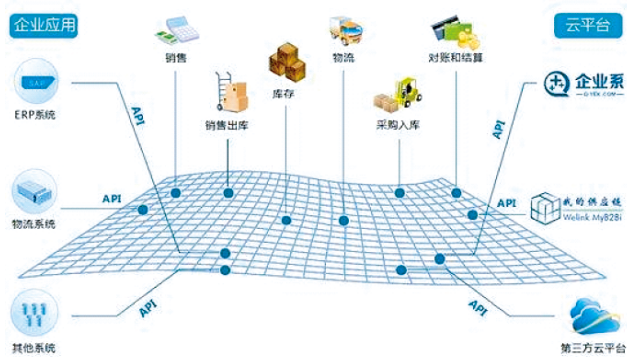 企业应用
云平台
销售
物流
对账和结算
企业系
Q-YEX.COM
ERP系统
API
销售出库
库存
采购入库
API
API
物流系统
API
我的供应链
Welink MyB2Bi
API
API
其他系统
第三方云平台